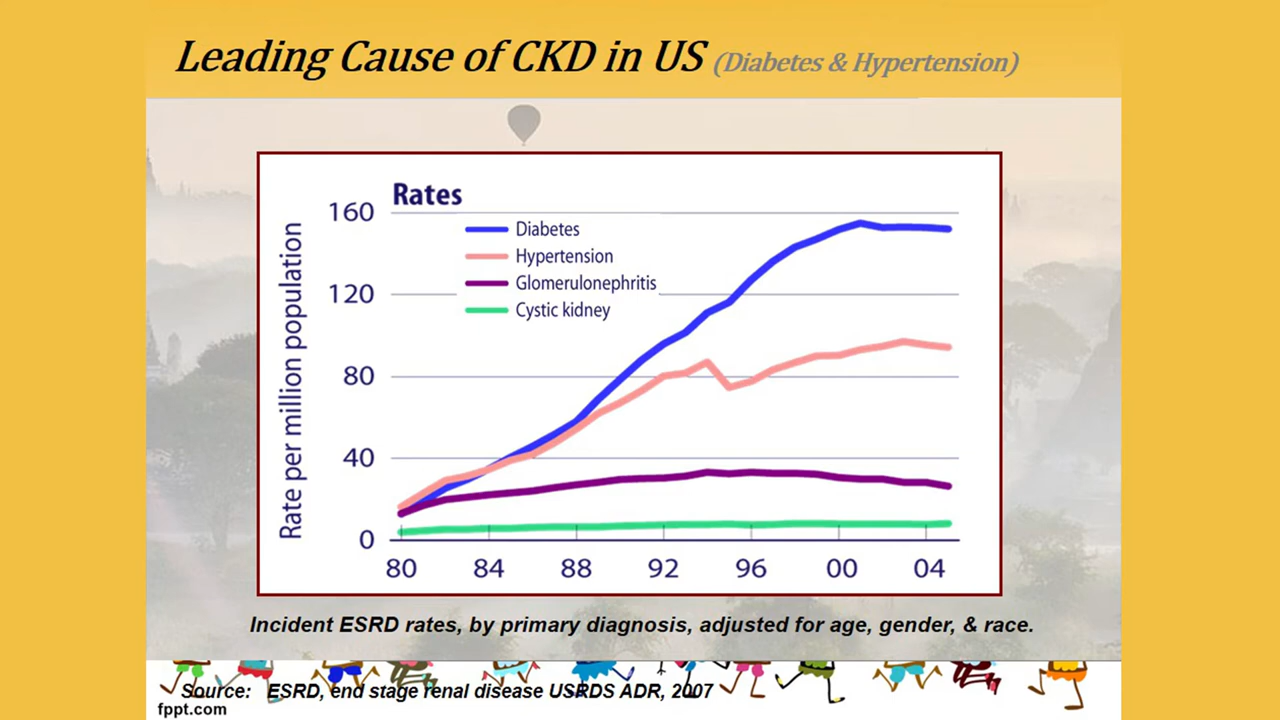 Leading Cause of CKD in US (Diabetes & Hypertension)
Rates
Rate per million population
160
120
80
40
0
Diabetes
Hypertension
Glomerulonephritis
Cystic kidney
80 84 88 92 96 00 04
Incident ESRD rates, by primary diagnosis, adjusted for age, gender, & race.
Source: ESRD, end stage renal disease USRDS ADR, 2007
fppt.com